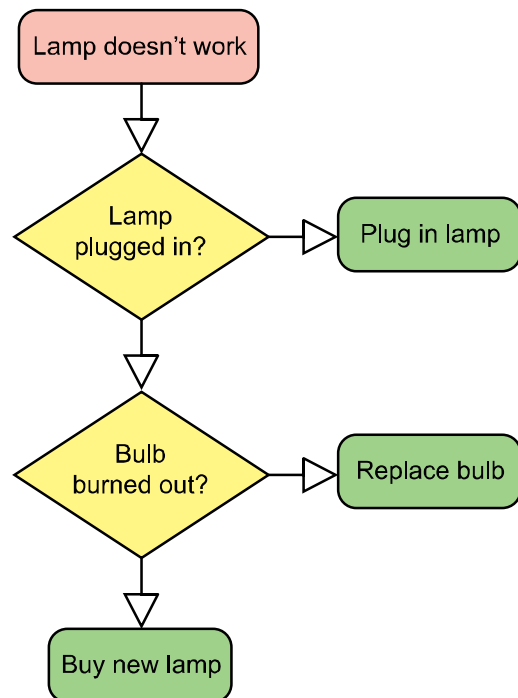 Lamp doesn’t work
Lamp
plugged in?
Plug in lamp
Bulb
burned out?
Replace bulb
Buy new lamp